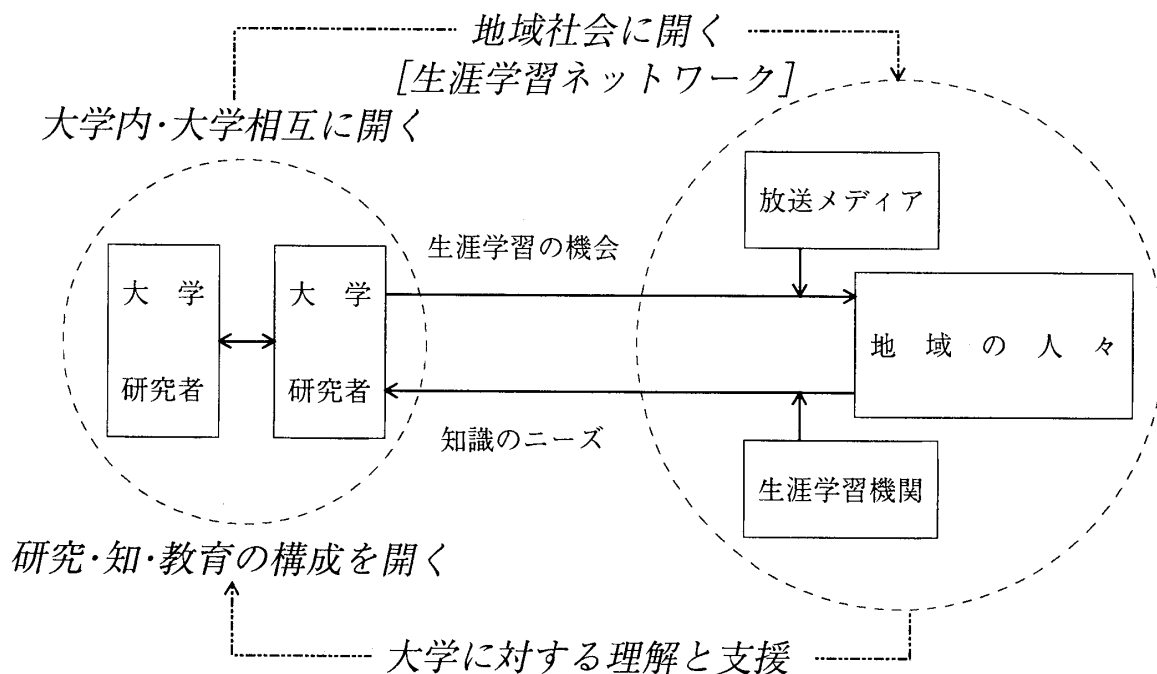 地域社会に開く
[生涯学習ネットワーク]
大学内・大学相互に開く
放送メディア
生涯学習の機会
大学
研究者
大学
研究者
地域の人々
知識のニーズ
生涯学習機関
研究・知・教育の構成を開く
大学に対する理解と支援